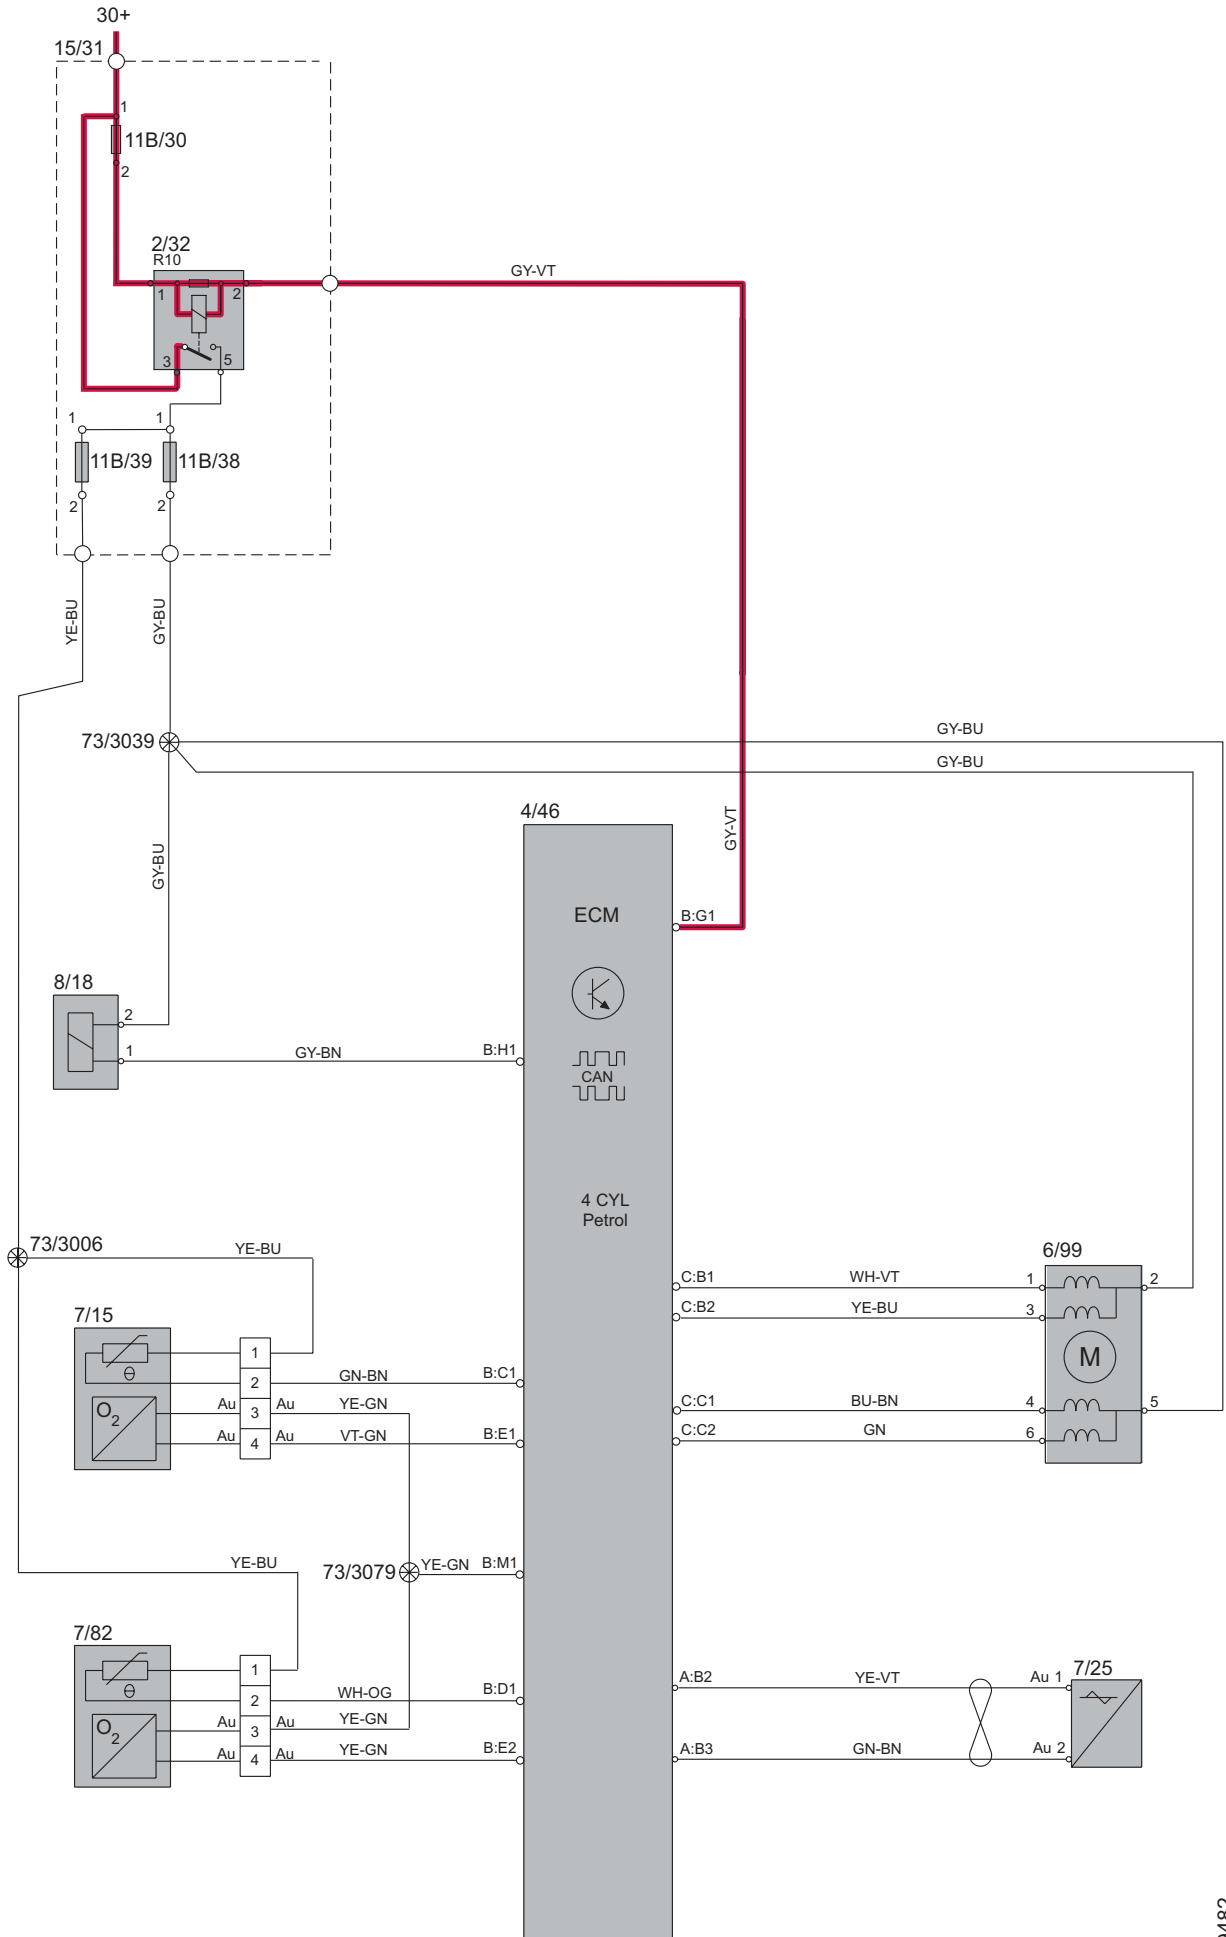 30+
15/31
1
11B/30
2
2/32
R10
1
2
GY-VT
3
5
1
1
11B/39
11B/38
2
2
YE-BU
GY-BU
73/3039
GY-BU
GY-BU
4/46
GY-VT
GY-BU
ECM
B:G1
8/18
2
1
GY-BN
B:H1
CAN
4 CYL
Petrol
73/3006
YE-BU
6/99
C:B1
WH-VT
1
2
C:B2
YE-BU
3
M
C:C1
BU-BN
4
5
C:C2
GN
6
7/15
1
θ
2
GN-BN
B:C1
O2
Au
3
Au
YE-GN
Au
4
Au
VT-GN
B:E1
YE-BU
73/3079
YE-GN
B:M1
7/82
1
θ
2
WH-OG
B:D1
O2
Au
3
Au
YE-GN
Au
4
Au
YE-GN
B:E2
A:B2
YE-VT
Au 1
7/25
A:B3
GN-BN
Au 2